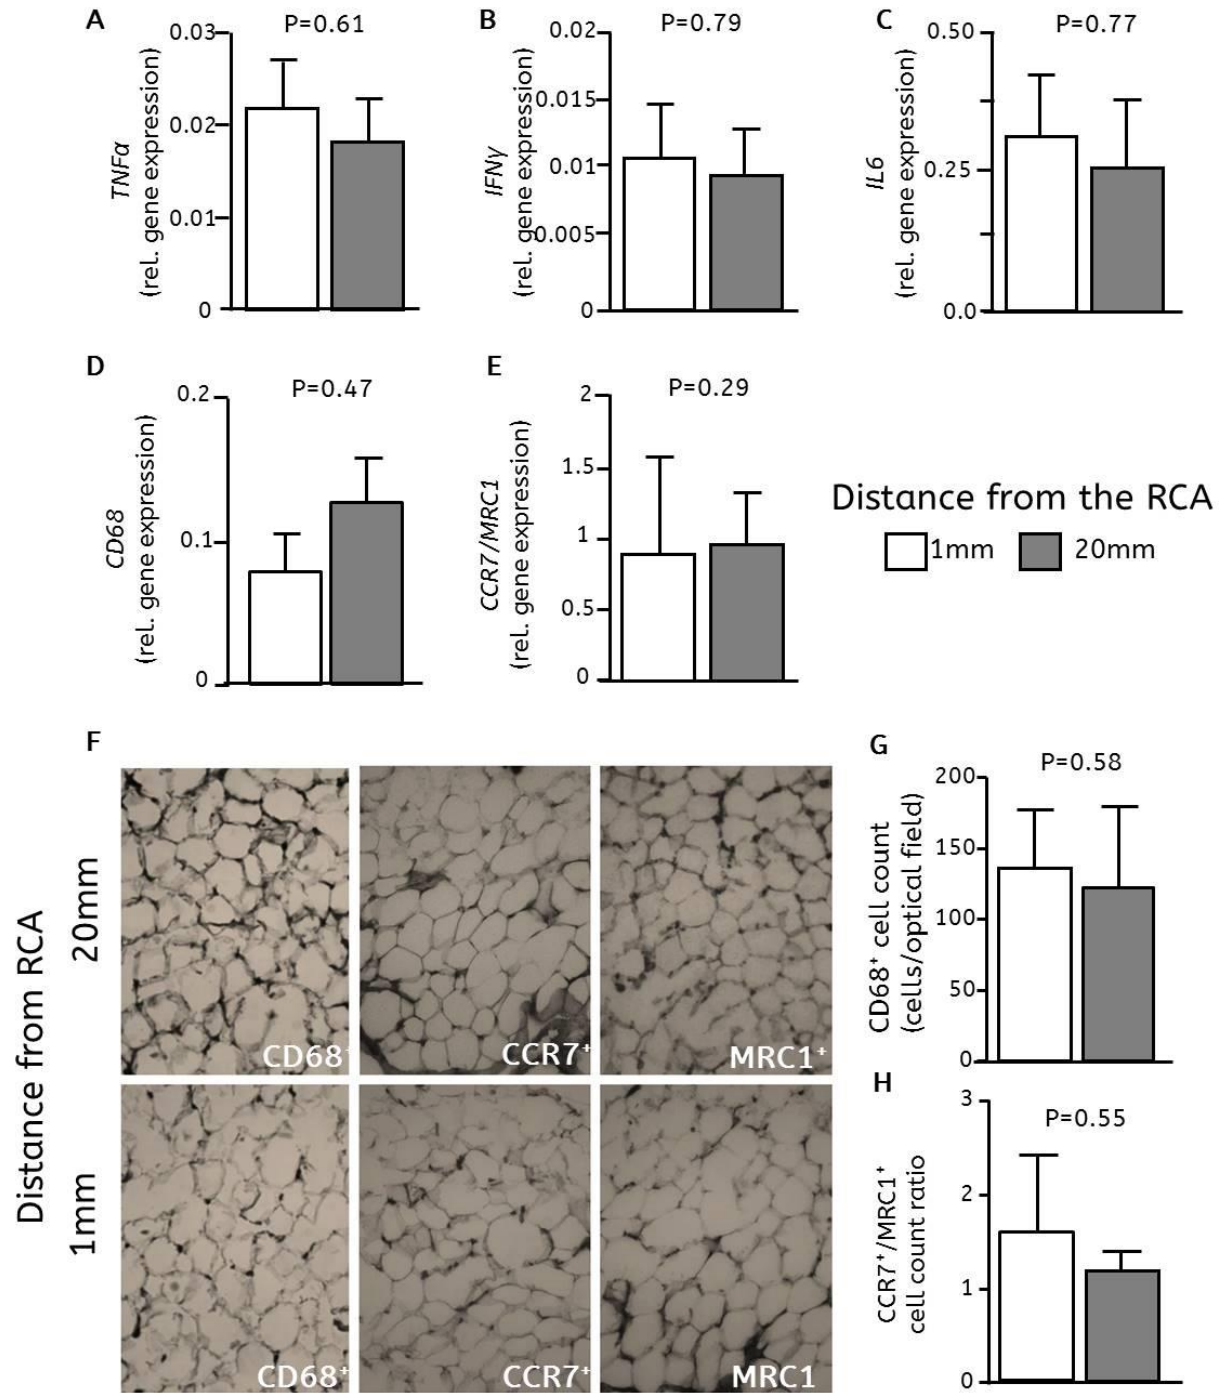 A
P=0.61
0.03
0.02
0.01
0
TNFα
(rel. gene expression)
B
P=0.79
0.02
0.015
0.01
0.005
0
IFNγ
(rel. gene expression)
C
P=0.77
0.50
0.25
0.0
IL6
(rel. gene expression)
D
P=0.47
0.2
0.1
0
CD68
(rel. gene expression)
E
P=0.29
2
1.5
1
0.5
0
CCR7/MRC1
(rel. gene expression)
Distance from the RCA
1mm 20mm
F
Distance from RCA
20mm
CD68⁺
CCR7⁺
MRC1⁺
1mm
CD68⁺
CCR7⁺
MRC1
G
P=0.58
200
150
100
50
0
CD68⁺ cell count
(cells/optical field)
H
P=0.55
3
2
1
0
CCR7⁺/MRC1⁺
cell count ratio